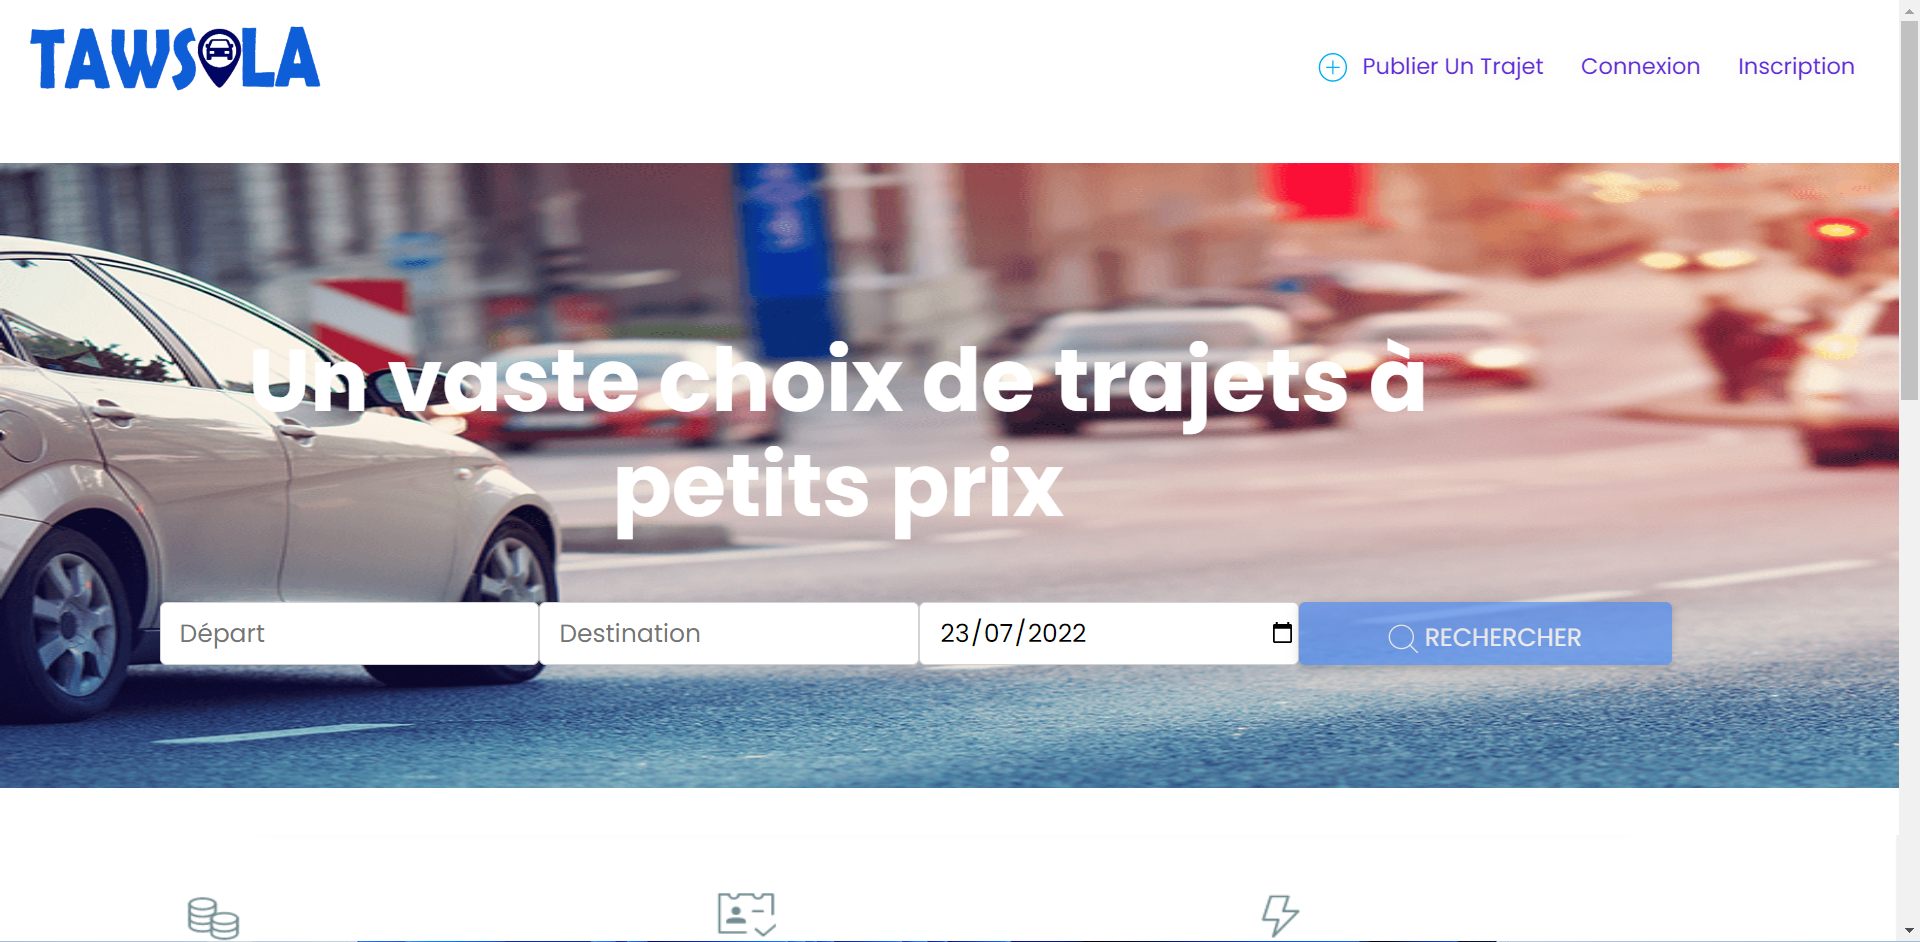 TAWSOLA
Publier Un Trajet
Connexion
Inscription
Un vaste choix de trajets à
petits prix
Départ
Destination
23/07/2022
RECHERCHER